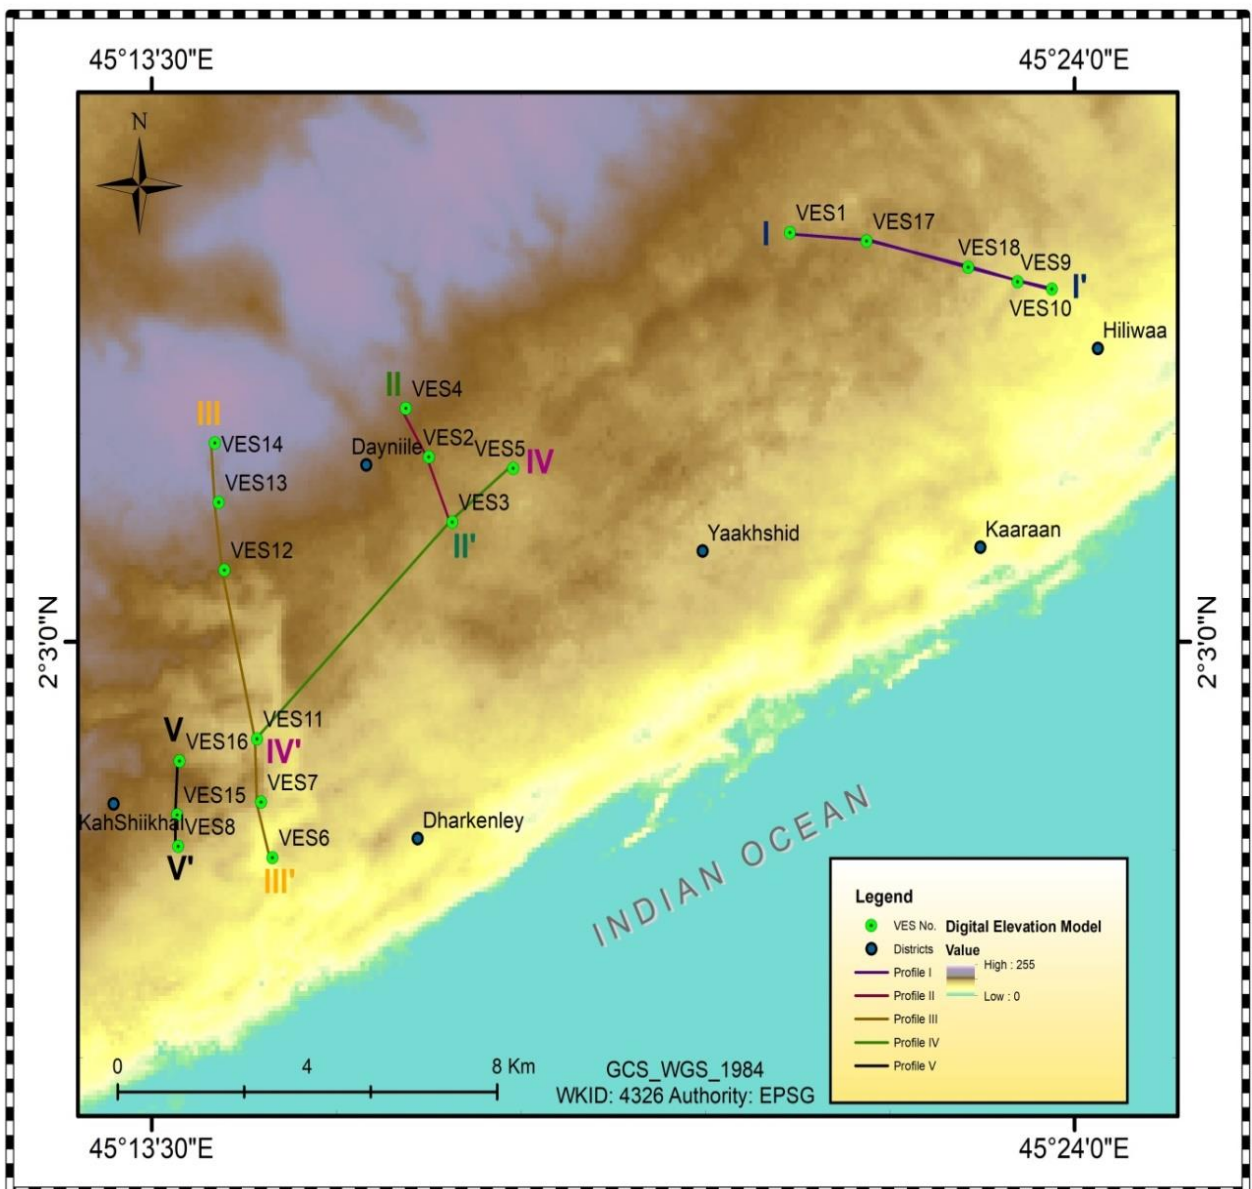 45°13'30"E
45°24'0"E
N
VES1
VES17
I
VES18
VES9
I'
VES10
Hiliwaa
II
VES4
III
VES14
Dayniile
VES2
VES5
IV
VES13
VES3
II'
Yaakhshid
Kaaraan
VES12
2°3'0"N
2°3'0"N
VES11
V
VES16
IV'
VES7
VES15
KahShiikhal
VES8
Dharkenley
VES6
V'
III'
INDIAN OCEAN
Legend
VES No.
Digital Elevation Model
Districts
Value
Profile I
High : 255
Profile II
Low : 0
Profile III
Profile IV
Profile V
0
4
8 Km
GCS_WGS_1984
WKID: 4326 Authority: EPSG
45°13'30"E
45°24'0"E